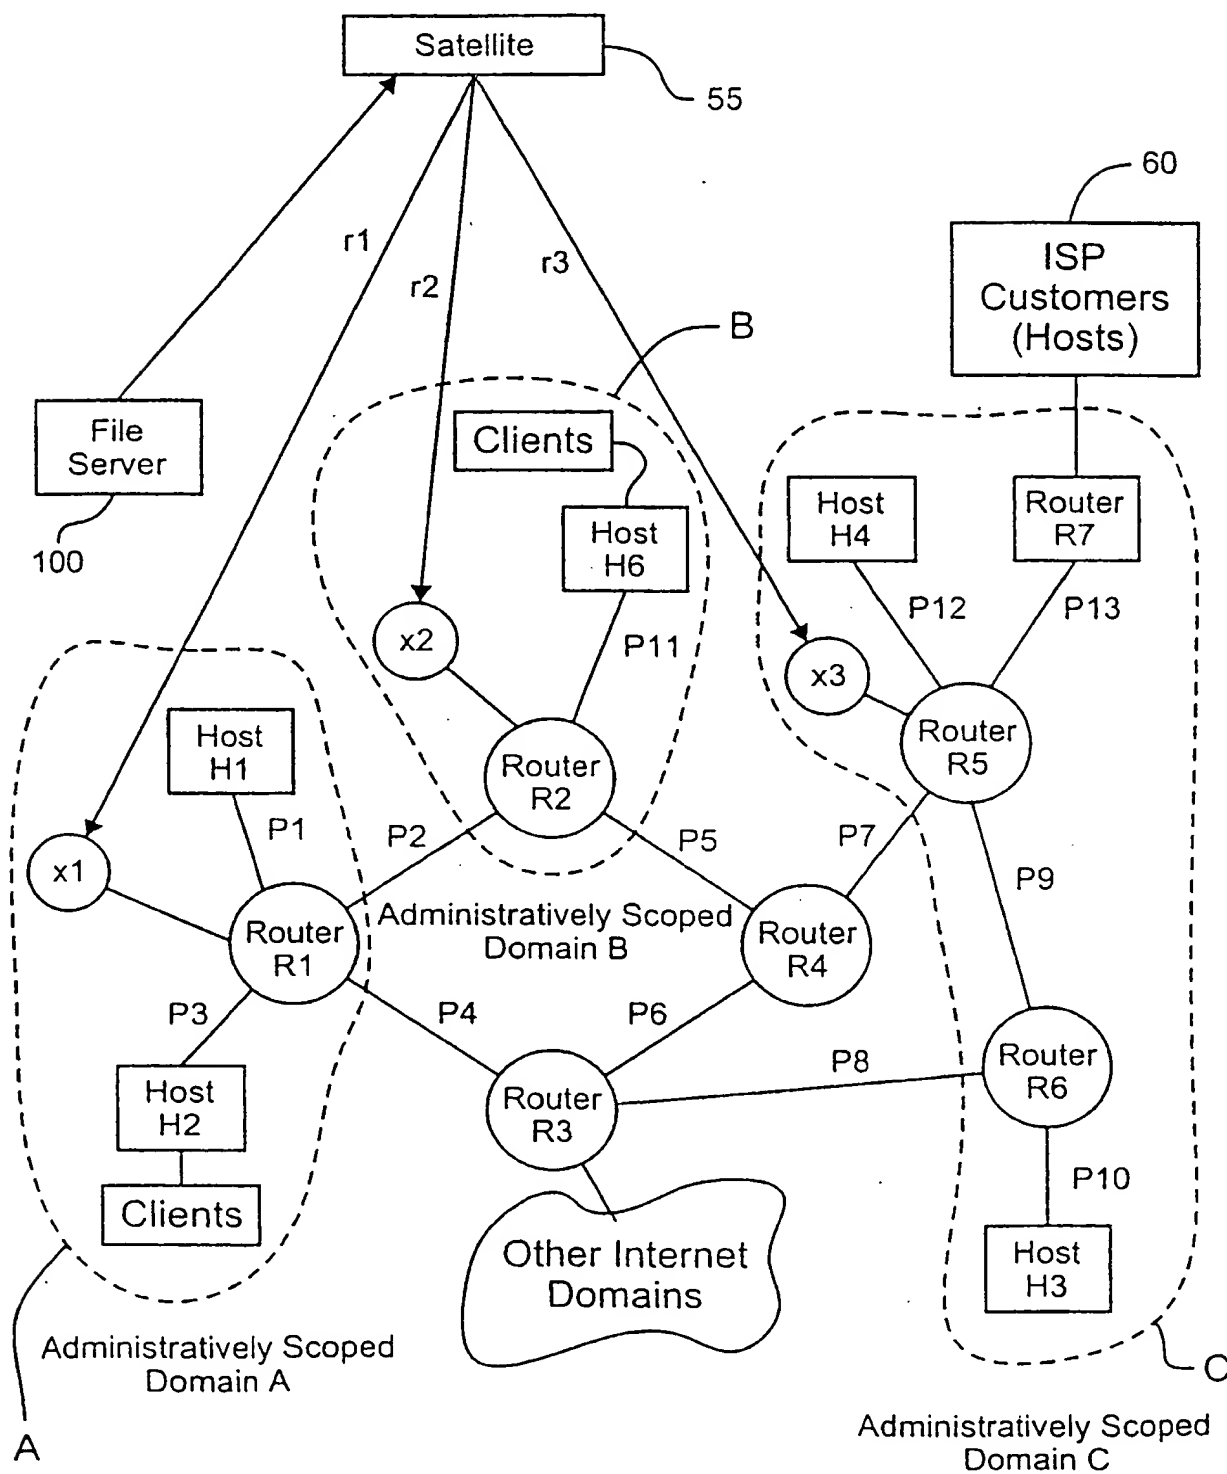 Satellite
55
60
r1
r2
r3
ISP
Customers
(Hosts)
B
File
Server
100
Clients
Host
H6
Host
H4
Router
R7
P12
P13
x2
P11
x3
Host
H1
Router
R2
Router
R5
P1
P2
P5
P7
x1
P9
Administratively Scoped
Domain B
Router
R1
Router
R4
P3
P4
P6
P8
Host
H2
Router
R3
Router
R6
P10
Clients
Other Internet
Domains
Host
H3
Administratively Scoped
Domain A
C
A
Administratively Scoped
Domain C